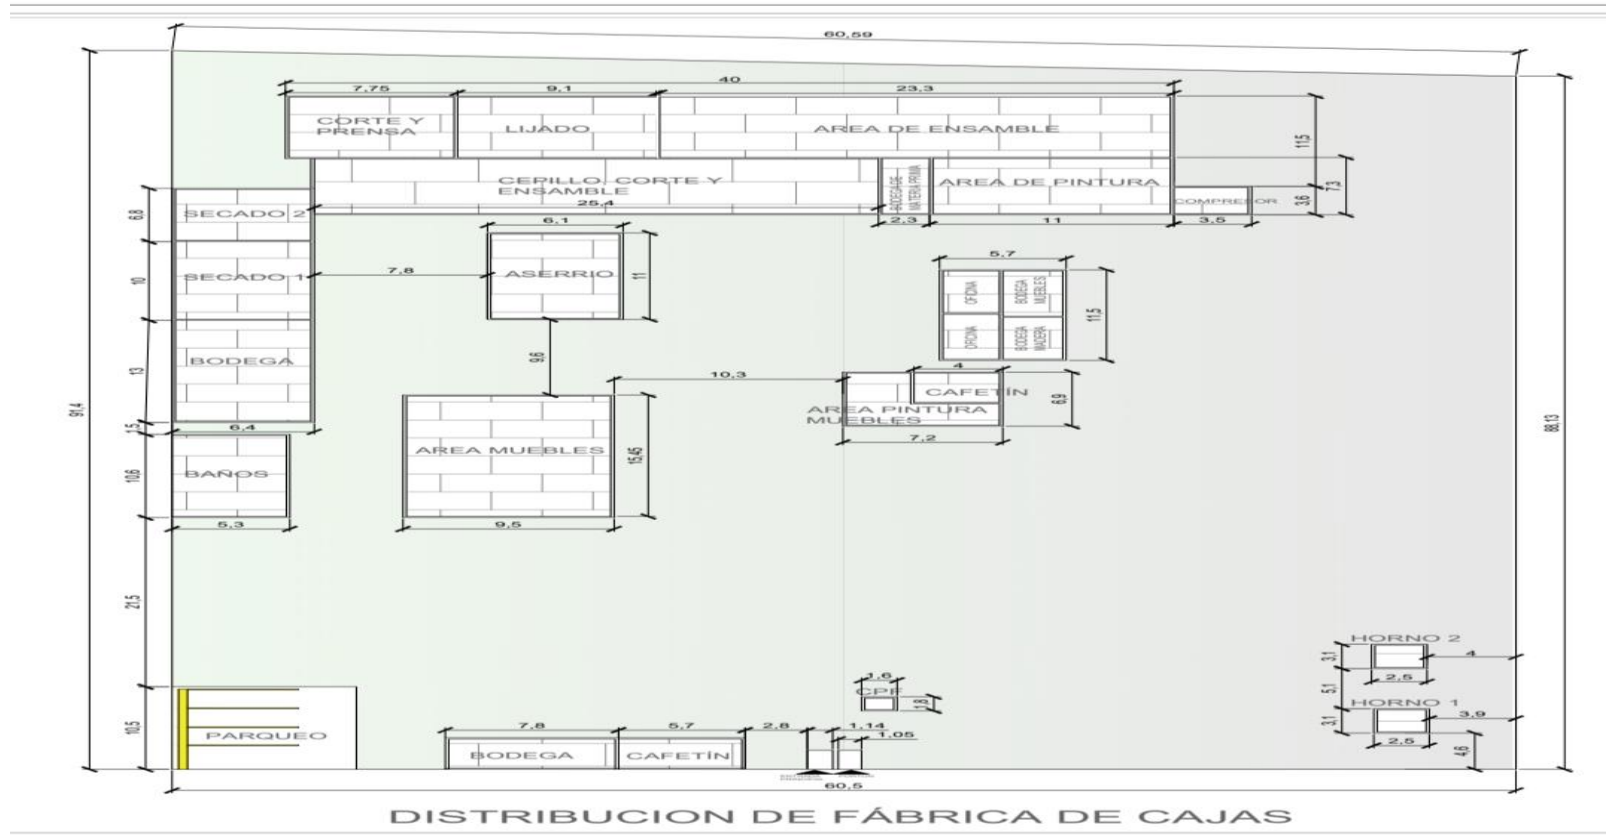 60,59
40
7,75
9,1
23,3
CORTE Y
PRENSA
LIJADO
AREA DE ENSAMBLE
11,5
CEPILLO, CORTE Y
ENSAMBLE
25,4
BODEGA DE
MATERIA PRIMA
AREA DE PINTURA
COMPRESOR
7,3
3,6
2,3
11
3,5
6,8
SECADO 2
6,1
10
SECADO 1
7,8
ASERRIO
11
5,7
OFICINA
BODEGA
MUEBLES
OFICINA
BODEGA
MADERA
11,5
13
BODEGA
9,6
10,3
4
CAFETÍN
AREA PINTURA
MUEBLES
6,9
7,2
91,4
88,13
1,5
6,4
10,6
BAÑOS
AREA MUEBLES
15,45
5,3
9,5
21,5
HORNO 2
3,1
4
2,5
5,1
1,6
CPF
1,8
HORNO 1
3,1
3,9
2,5
4,6
10,5
PARQUEO
7,8
5,7
2,8
1.14
1.05
BODEGA
CAFETÍN
60,5
DISTRIBUCION DE FÁBRICA DE CAJAS